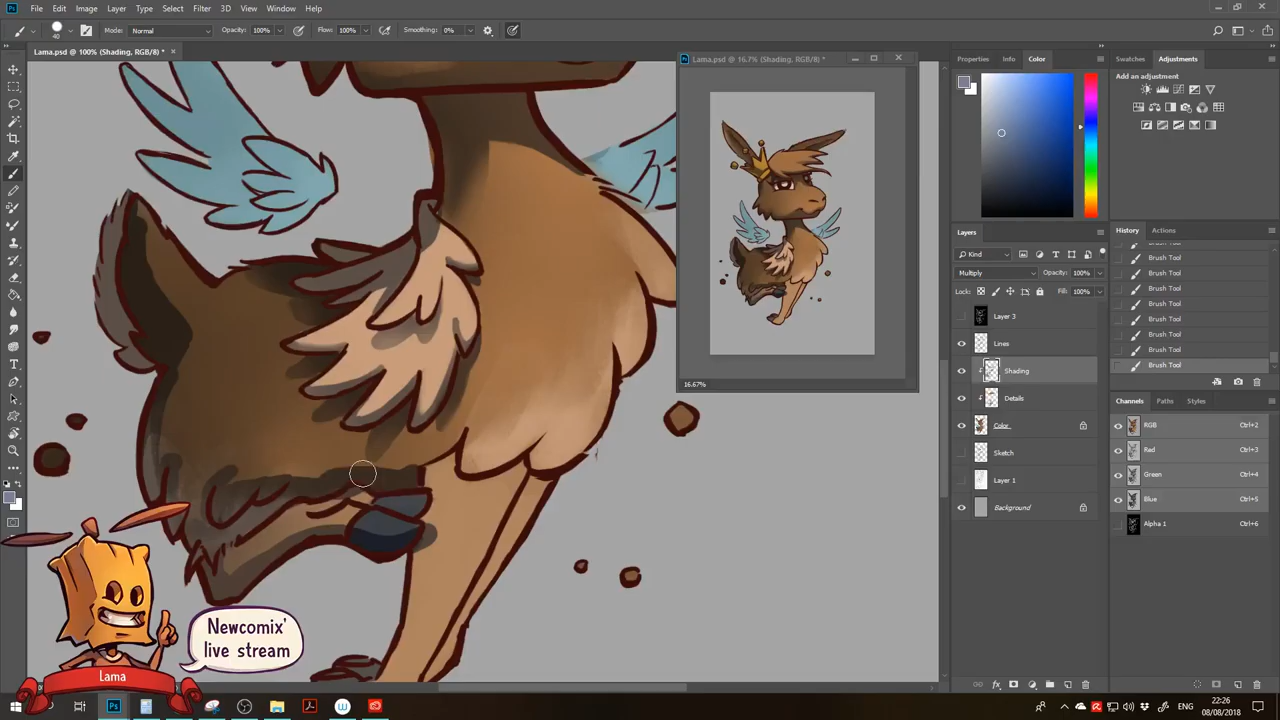 File Edit Image Layer Type Select Filter 3D View Window Help
40 Mode: Normal Opacity: 100% Flow: 100% Smoothing: 0%
Lama.psd @ 100% (Shading, RGB/8) *
Lama.psd @ 16.7% (Shading, RGB/8) *
16.67%
Properties Info Color
Swatches Adjustments
Add an adjustment
Layers
Kind
Multiply Opacity: 100%
Lock: Fill: 100%
Layer 3
Lines
Shading
Details
Color
Sketch
Layer 1
Background
History Actions
Brush Tool
Brush Tool
Brush Tool
Brush Tool
Brush Tool
Brush Tool
Brush Tool
Brush Tool
Channels Paths Styles
RGB Ctrl+2
Red Ctrl+3
Green Ctrl+4
Blue Ctrl+5
Alpha 1 Ctrl+6
Newcomix'
live stream
Lama
Ps
ENG
22:26
08/08/2018